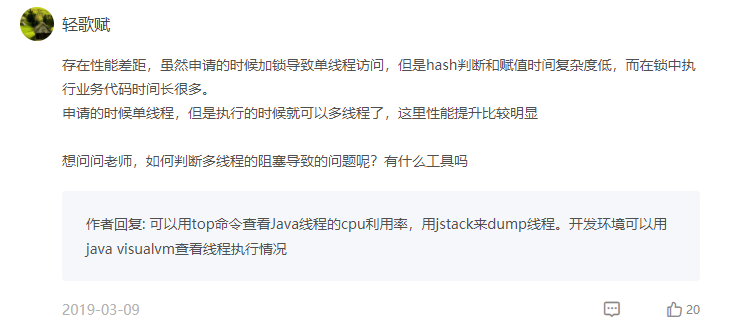 轻歌赋
存在性能差距，虽然申请的时候加锁导致单线程访问，但是hash判断和赋值时间复杂度低，而在锁中执
行业务代码时间长很多。
申请的时候单线程，但是执行的时候就可以多线程了，这里性能提升比较明显
想问问老师，如何判断多线程的阻塞导致的问题呢？有什么工具吗
作者回复: 可以用top命令查看Java线程的cpu利用率，用jstack来dump线程。开发环境可以用
java visualvm查看线程执行情况
2019-03-09
20